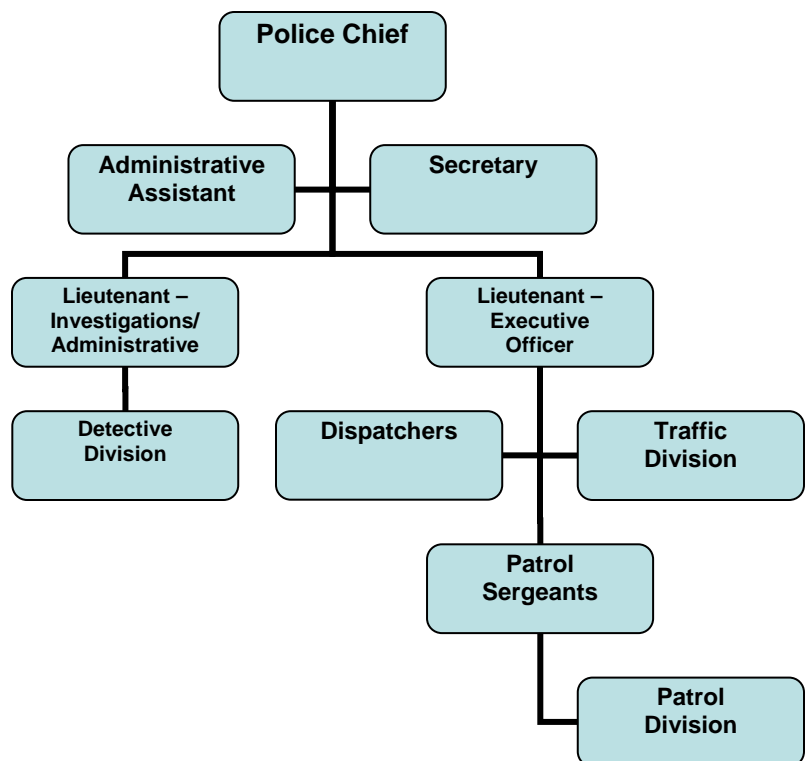 Police Chief
Administrative
Assistant
Secretary
Lieutenant –
Investigations/
Administrative
Lieutenant –
Executive
Officer
Detective
Division
Dispatchers
Traffic
Division
Patrol
Sergeants
Patrol
Division